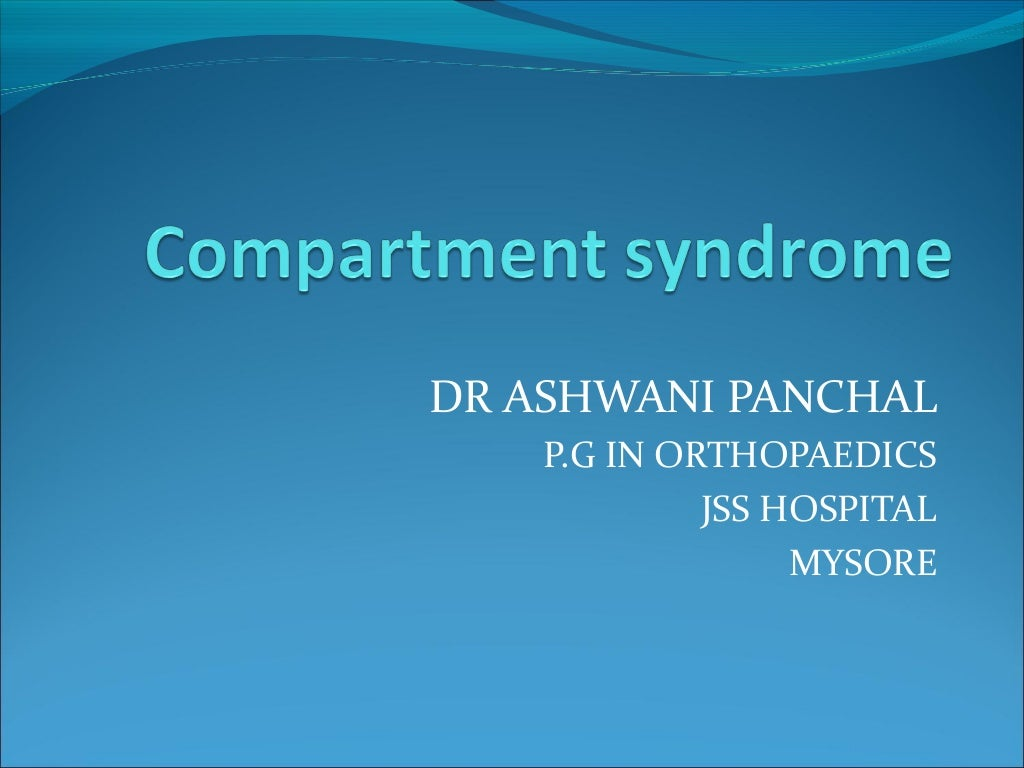 Compartment syndrome
DR ASHWANI PANCHAL
P.G IN ORTHOPAEDICS
JSS HOSPITAL
MYSORE